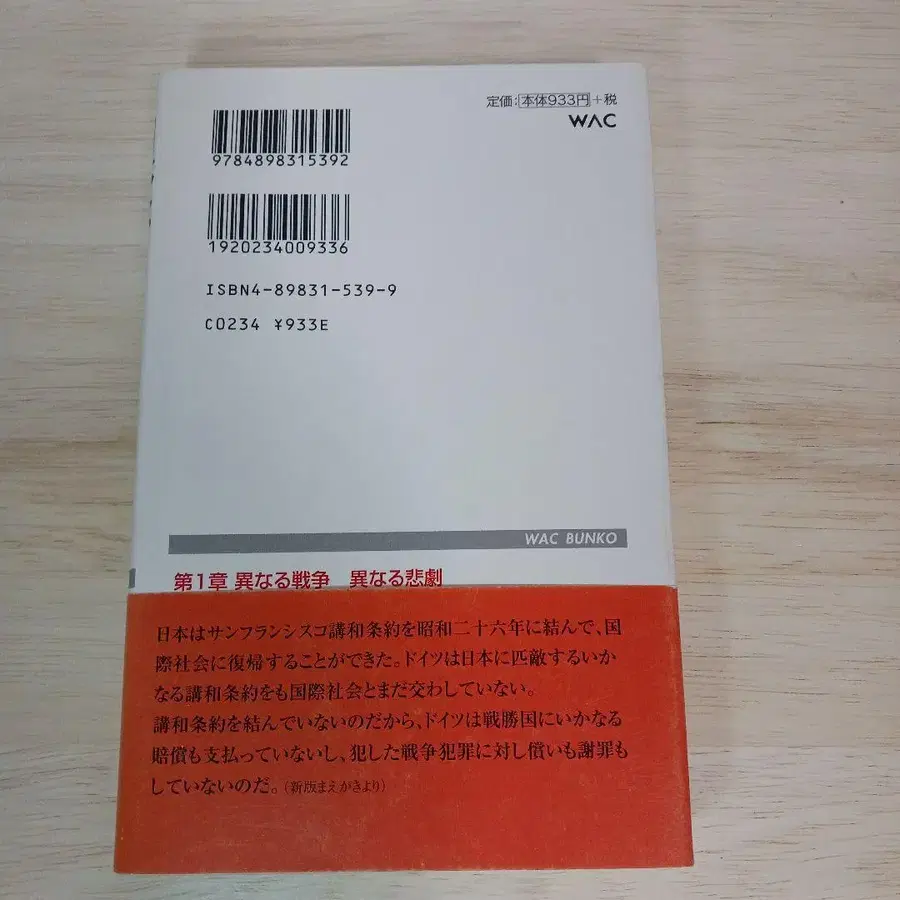 定価:本体933円+税
WAC
9784898315392
1920234009336
ISBN4-89831-539-9
C0234 ¥933E
WAC BUNKO
第1章 異なる戦争 異なる悲劇
日本はサンフランシスコ講和条約を昭和二十六年に結んで、国
際社会に復帰することができた。ドイツは日本に匹敵するいか
なる講和条約をも国際社会とまだ交わしていない。
講和条約を結んでいないのだから、ドイツは戦勝国にいかなる
賠償も支払っていないし、犯した戦争犯罪に対し償いも謝罪も
していないのだ。(新版まえがきより)